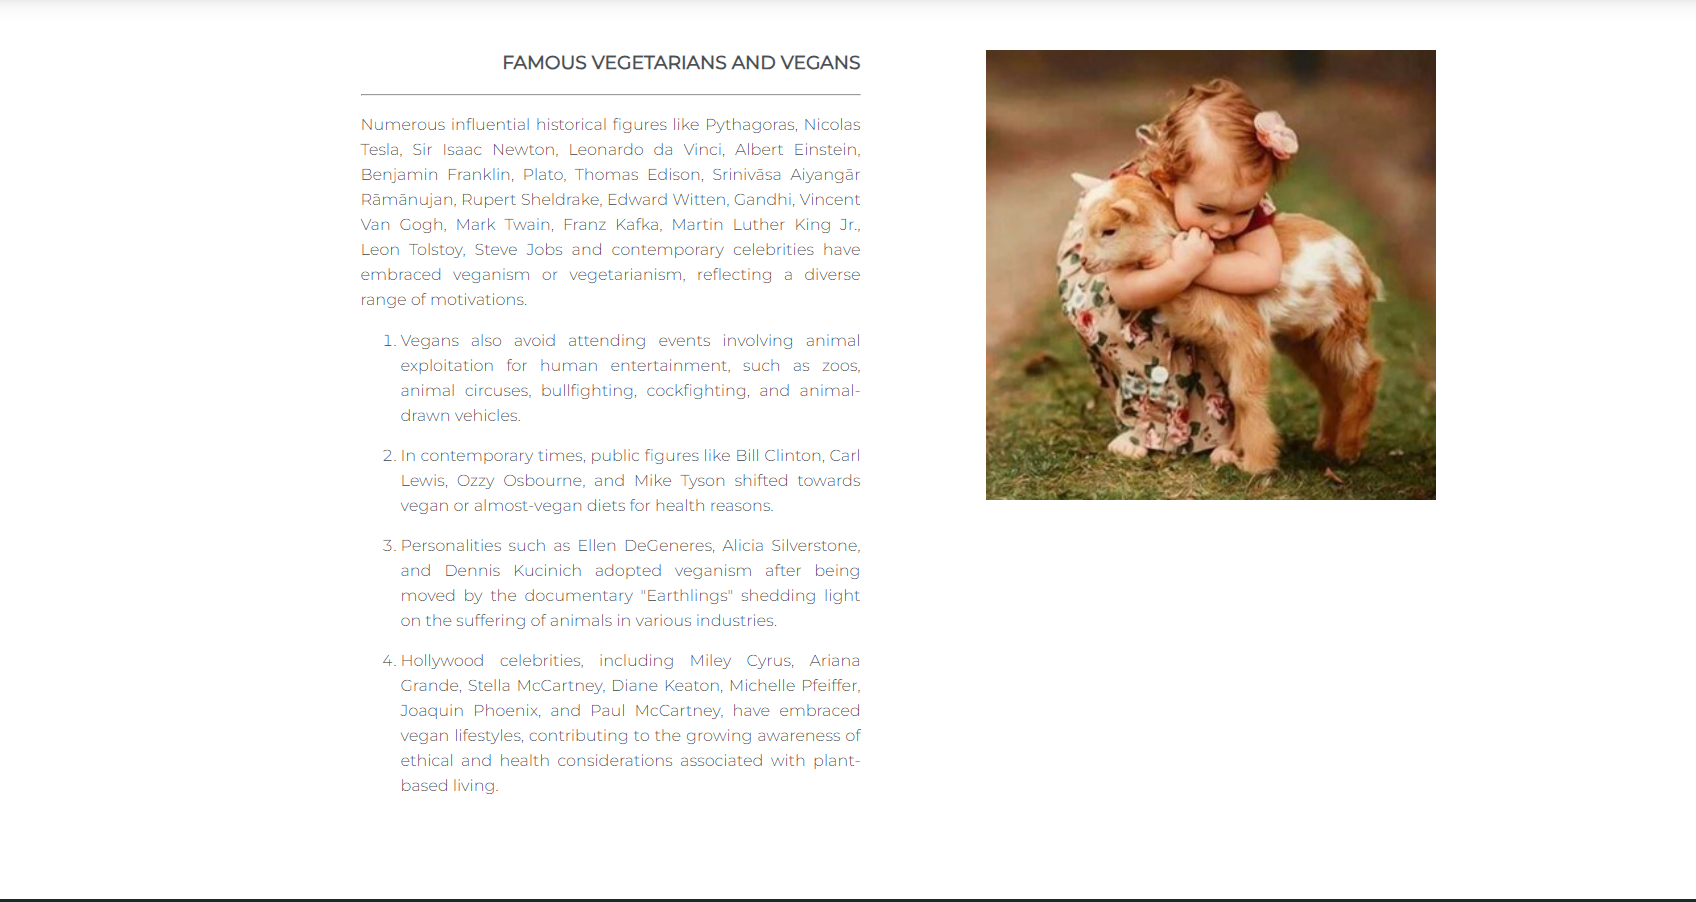 FAMOUS VEGETARIANS AND VEGANS
Numerous influential historical figures like Pythagoras, Nicolas
Tesla, Sir Isaac Newton, Leonardo da Vinci, Albert Einstein,
Benjamin Franklin, Plato, Thomas Edison, Srinivāsa Aiyangār
Rāmānujan, Rupert Sheldrake, Edward Witten, Gandhi, Vincent
Van Gogh, Mark Twain, Franz Kafka, Martin Luther King Jr.,
Leon Tolstoy, Steve Jobs and contemporary celebrities have
embraced veganism or vegetarianism, reflecting a diverse
range of motivations.
1. Vegans also avoid attending events involving animal
exploitation for human entertainment, such as zoos,
animal circuses, bullfighting, cockfighting, and animal-
drawn vehicles.
2. In contemporary times, public figures like Bill Clinton, Carl
Lewis, Ozzy Osbourne, and Mike Tyson shifted towards
vegan or almost-vegan diets for health reasons.
3. Personalities such as Ellen DeGeneres, Alicia Silverstone,
and Dennis Kucinich adopted veganism after being
moved by the documentary "Earthlings" shedding light
on the suffering of animals in various industries.
4. Hollywood celebrities, including Miley Cyrus, Ariana
Grande, Stella McCartney, Diane Keaton, Michelle Pfeiffer,
Joaquin Phoenix, and Paul McCartney, have embraced
vegan lifestyles, contributing to the growing awareness of
ethical and health considerations associated with plant-
based living.